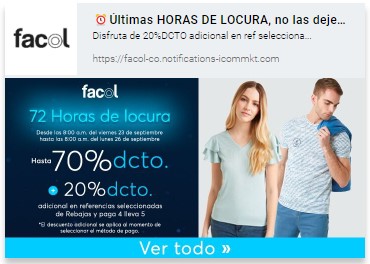 facol
⏰ Últimas HORAS DE LOCURA, no las deje...
Disfruta de 20%DCTO adicional en ref selecciona...
https://facol-co.notifications-icommkt.com
facol
72 Horas de locura
Desde las 8:00 a.m. del viernes 23 de septiembre
hasta las 8:00 a.m. del lunes 26 de septiembre
Hasta 70%dcto.
+ 20%dcto.
adicional en referencias seleccionadas
de Rebajas y paga 4 lleva 5
*El descuento adicional se aplica al momento de
seleccionar el método de pago.
Ver todo »